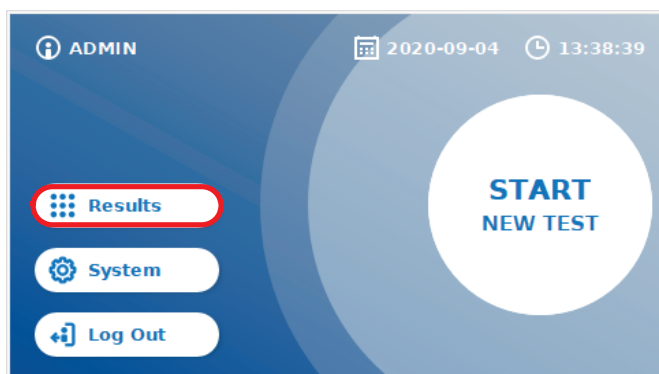 ADMIN 2020-09-04 13:38:39
START
NEW TEST
Results
System
Log Out